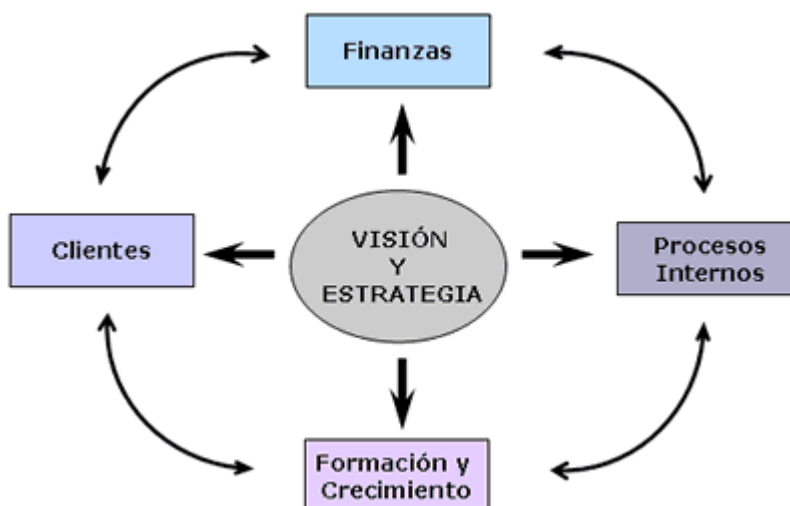 Finanzas
Clientes
VISIÓN
Y
ESTRATEGIA
Procesos
Internos
Formación y
Crecimiento